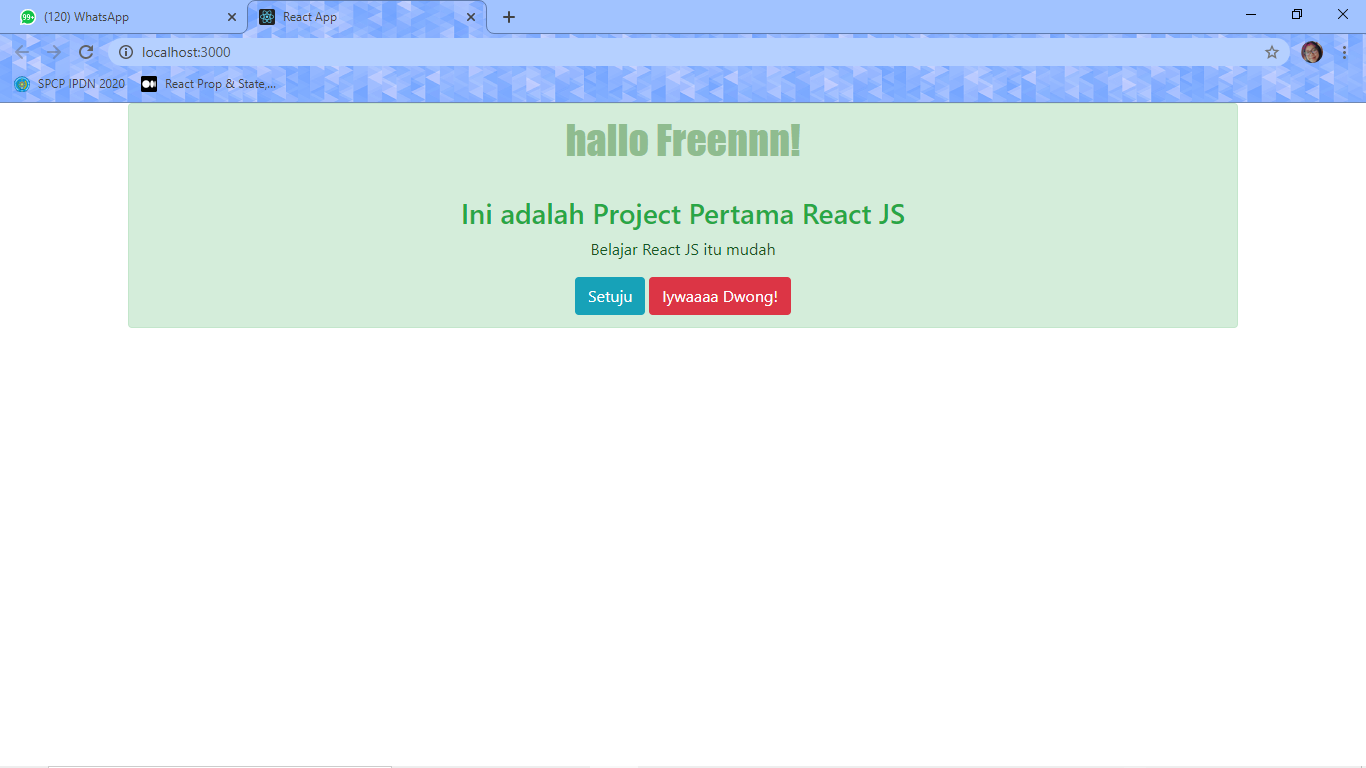 (120) WhatsApp
React App
localhost:3000
SPCP IPDN 2020
React Prop & State,...
hallo Freennn!
Ini adalah Project Pertama React JS
Belajar React JS itu mudah
Setuju
Iywaaaa Dwong!